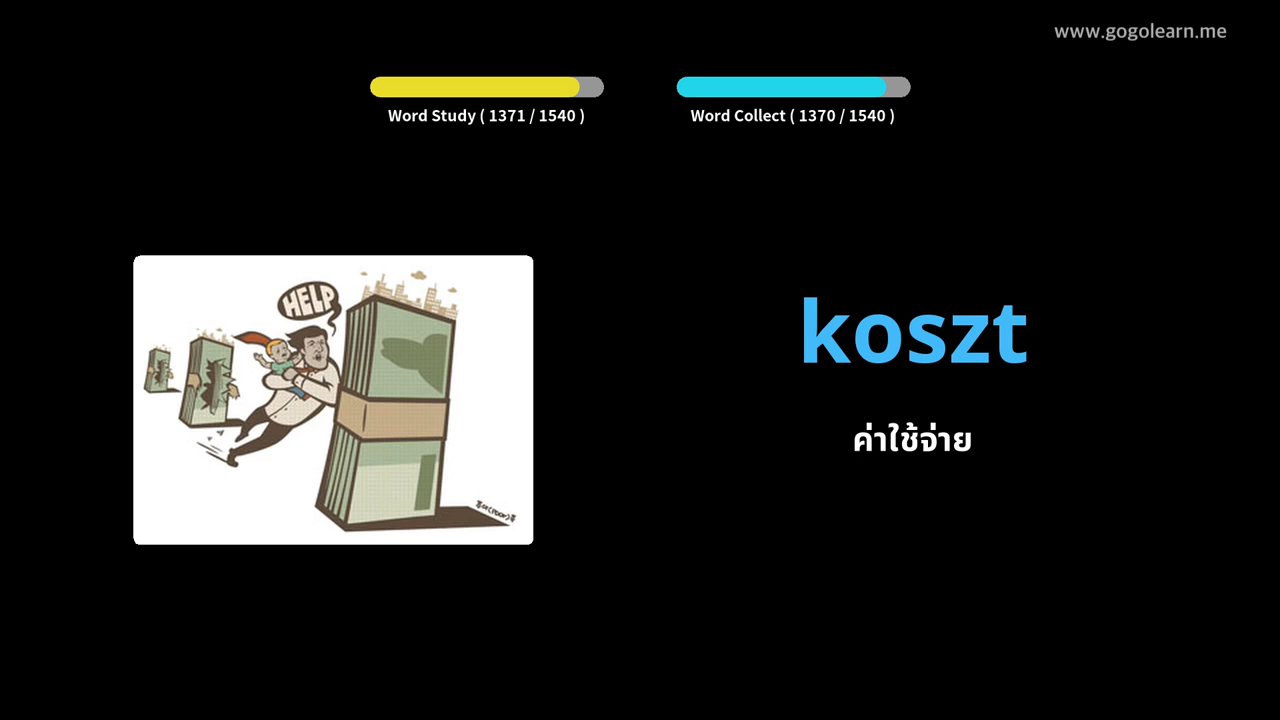 www.gogolearn.me
Word Study ( 1371 / 1540 )
Word Collect ( 1370 / 1540 )
HELP
koszt
ค่าใช้จ่าย